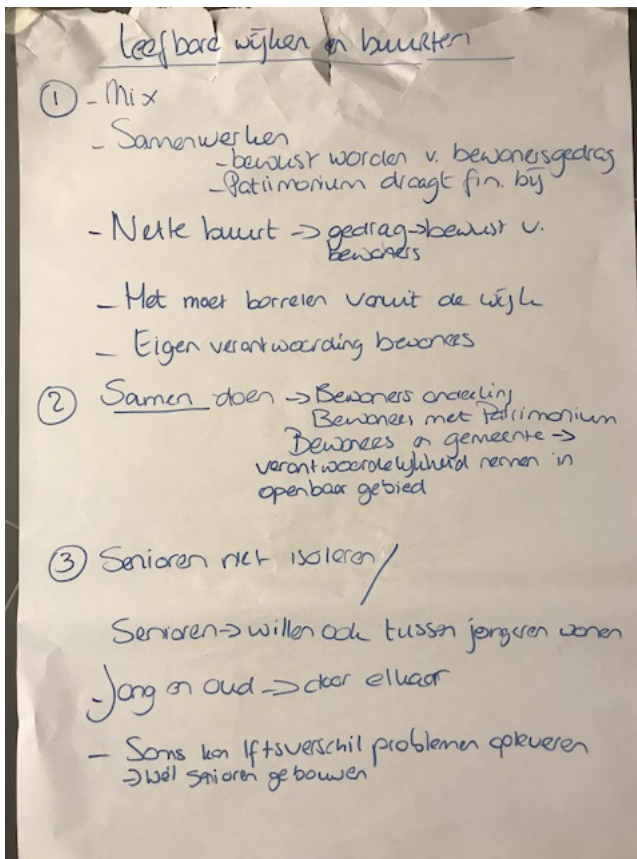 Leefbare wijken en buurten
① - Mix
- Samenwerken
- bewust worden v. bewonersgedrag
- Patrimonium draagt fin. bij
- Nette buurt -> gedrag -> bewust v.
bewoners
- Het moet borrelen vanuit de wijk
- Eigen verantwoording bewoners
② Samen doen -> Bewoners onderling
Bewoners met Patrimonium
Bewoners en gemeente ->
verantwoordelijkheid nemen in
openbaar gebied
③ Senioren niet isoleren/
Senioren -> willen ook tussen jongeren wonen
- Jong en oud -> door elkaar
- Soms kan lftsverschil problemen opleveren
-> wél senioren gebouwen